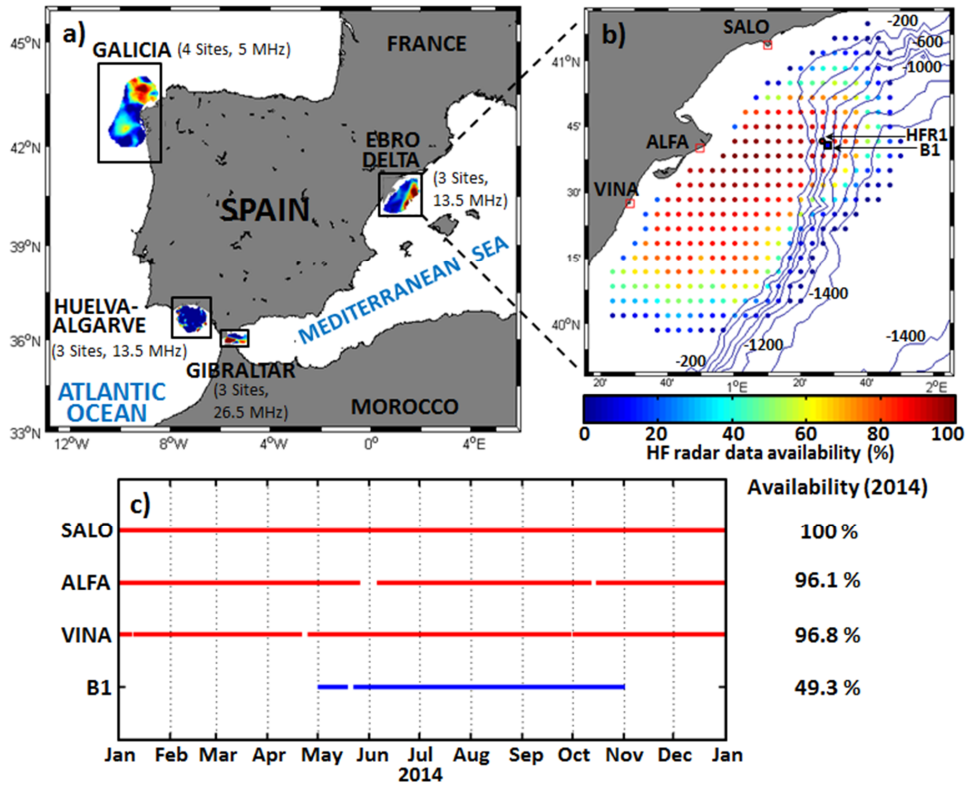 a)
45°N
42°N
39°N
36°N
33°N
12°W
8°W
4°W
0°
4°E
GALICIA (4 Sites, 5 MHz)
FRANCE
EBRO
DELTA
(3 Sites,
13.5 MHz)
SPAIN
MEDITERRANEAN SEA
HUELVA-
ALGARVE
(3 Sites, 13.5 MHz)
GIBRALTAR
(3 Sites,
26.5 MHz)
ATLANTIC
OCEAN
MOROCCO
b)
SALO
ALFA
VINA
-200
-600
-1000
HFR1
B1
-1400
-1400
-1200
-200
41°N
45'
30'
15'
40°N
20'
40'
1°E
20'
40'
2°E
0 20 40 60 80 100
HF radar data availability (%)
c)
Availability (2014)
SALO 100 %
ALFA 96.1 %
VINA 96.8 %
B1 49.3 %
Jan Feb Mar Apr May Jun Jul Aug Sep Oct Nov Dec Jan
2014